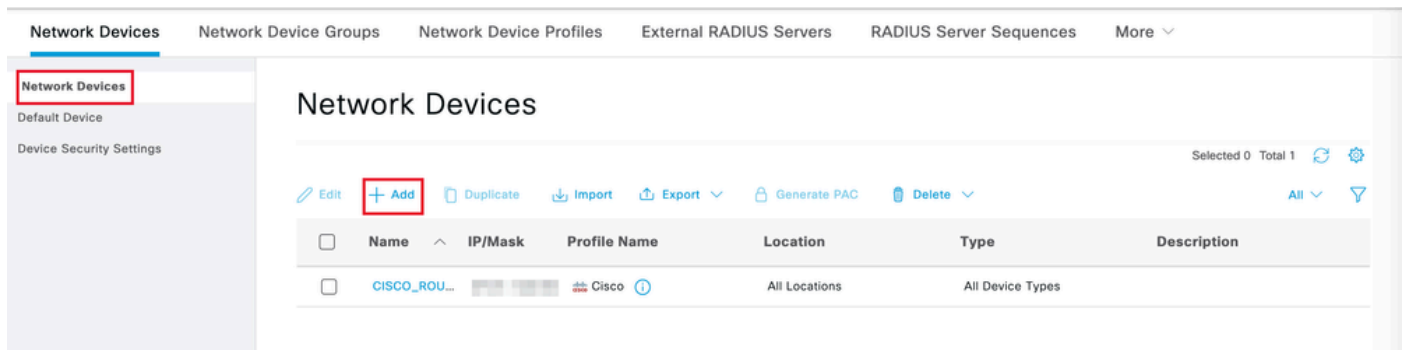 Network Devices Network Device Groups Network Device Profiles External RADIUS Servers RADIUS Server Sequences More
Network Devices
Default Device
Device Security Settings
Network Devices
Selected 0 Total 1
Edit + Add Duplicate Import Export Generate PAC Delete All
Name IP/Mask Profile Name Location Type Description
CISCO_ROU... Cisco All Locations All Device Types